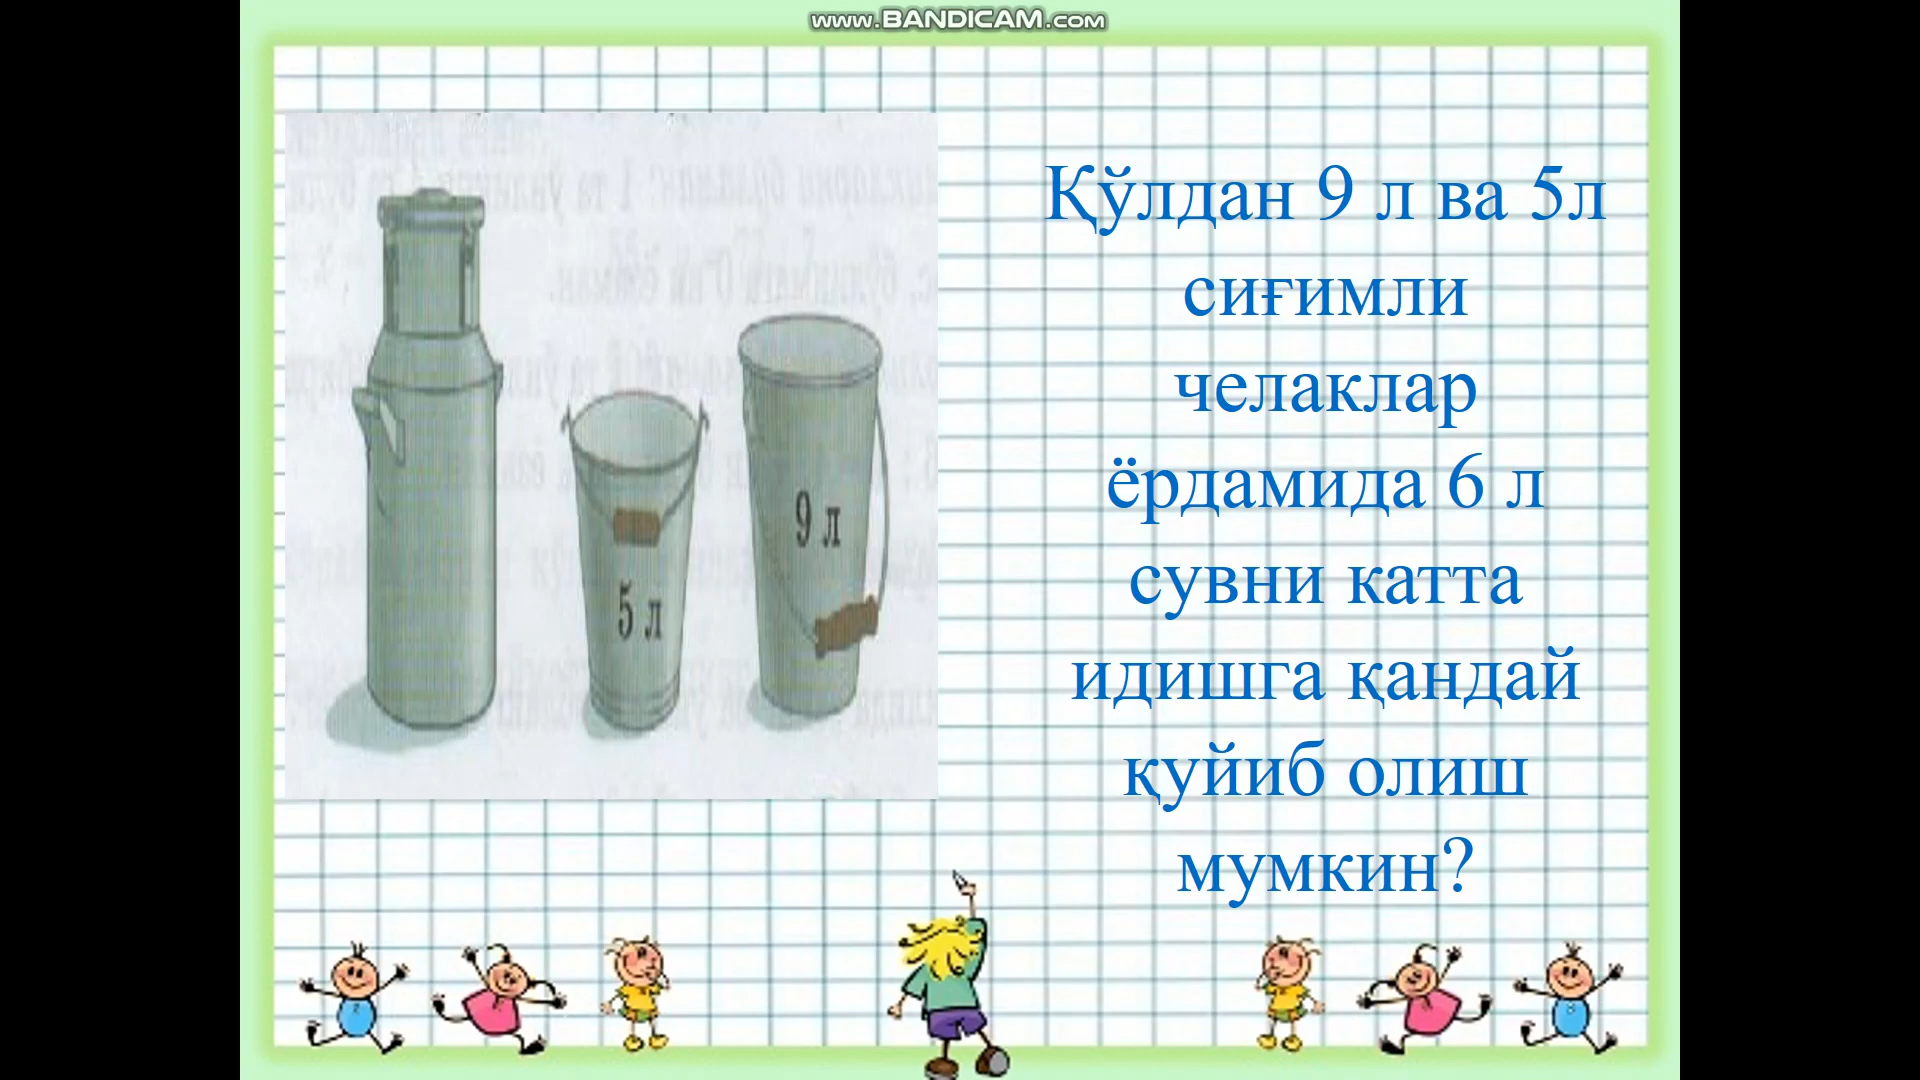 www.BANDICAM.com
Қўлдан 9 л ва 5л
сиғимли
челаклар
ёрдамида 6 л
сувни катта
идишга қандай
қуйиб олиш
мумкин?
5 л
9 л